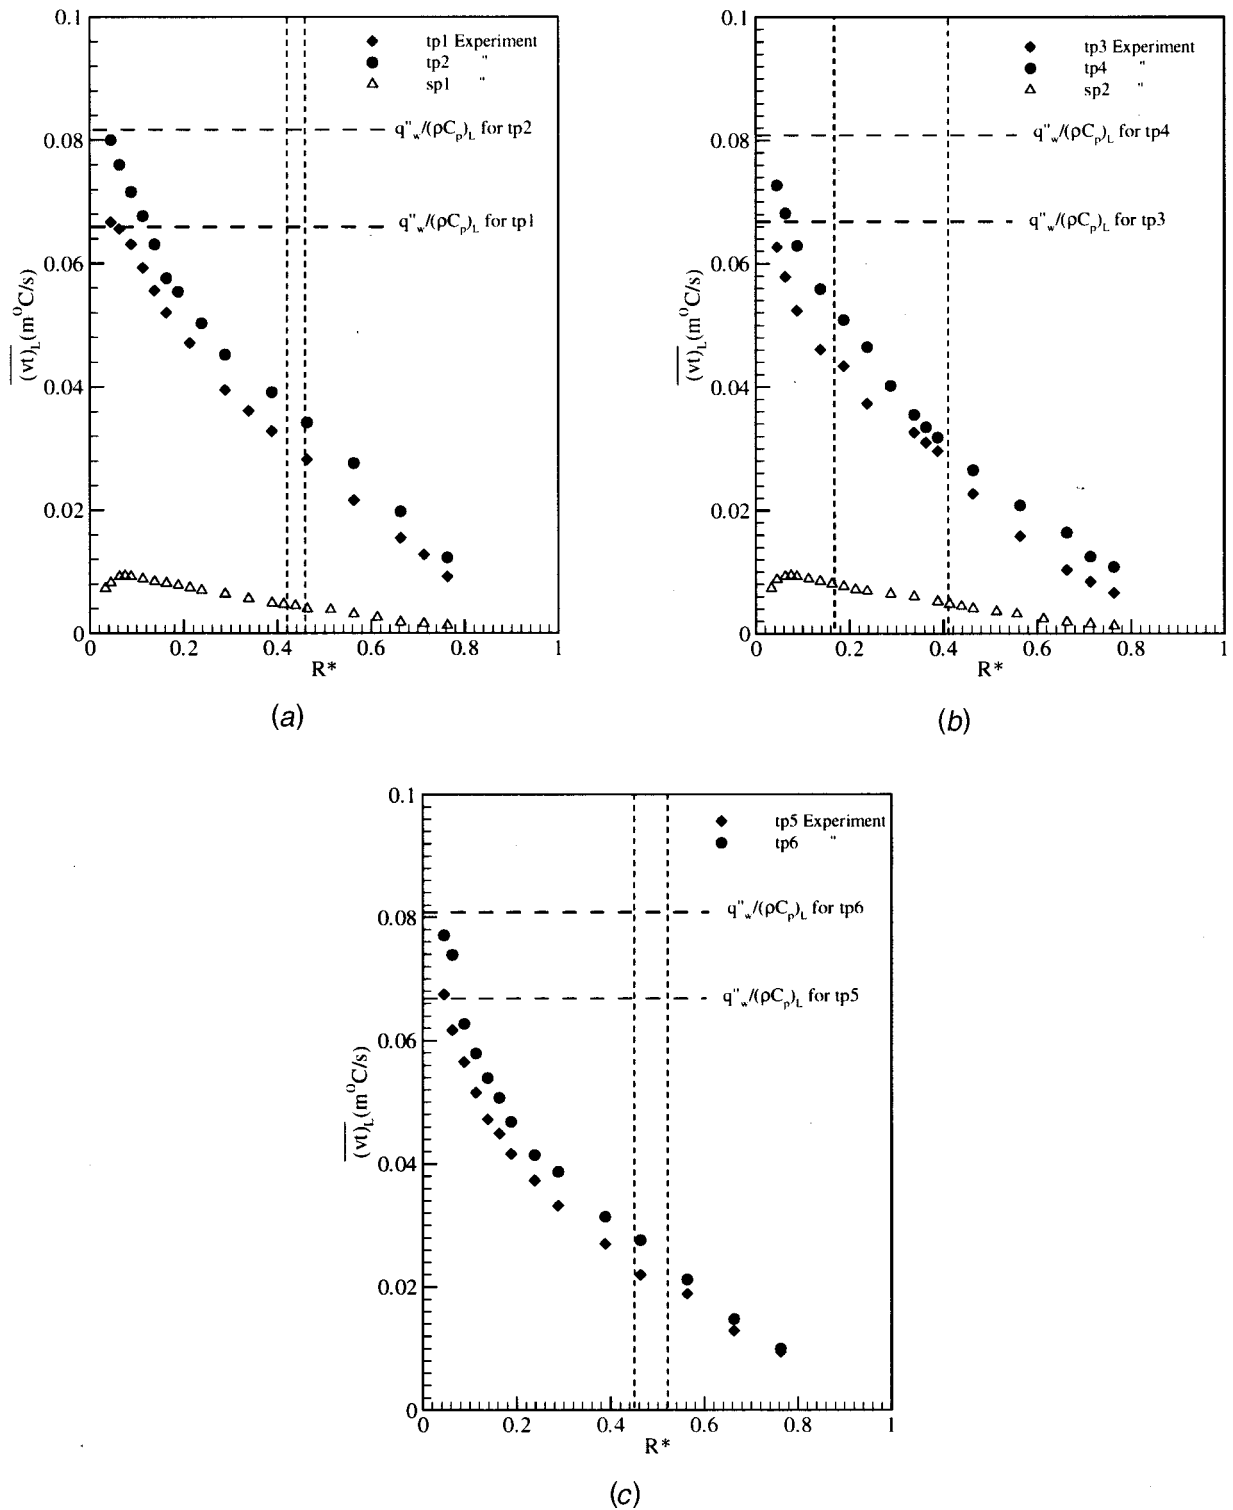 0.1
tp1 Experiment
tp2 "
sp1 "
q"w/(ρCp)L for tp2
0.08
q"w/(ρCp)L for tp1
0.06
(vt)L(m°C/s)
0.04
0.02
0
0 0.2 0.4 0.6 0.8 1
R*
(a)
0.1
tp3 Experiment
tp4 "
sp2 "
q"w/(ρCp)L for tp4
0.08
q"w/(ρCp)L for tp3
0.06
(vt)L(m°C/s)
0.04
0.02
0
0 0.2 0.4 0.6 0.8 1
R*
(b)
0.1
tp5 Experiment
tp6 "
q"w/(ρCp)L for tp6
0.08
q"w/(ρCp)L for tp5
0.06
(vt)L(m°C/s)
0.04
0.02
0
0 0.2 0.4 0.6 0.8 1
R*
(c)